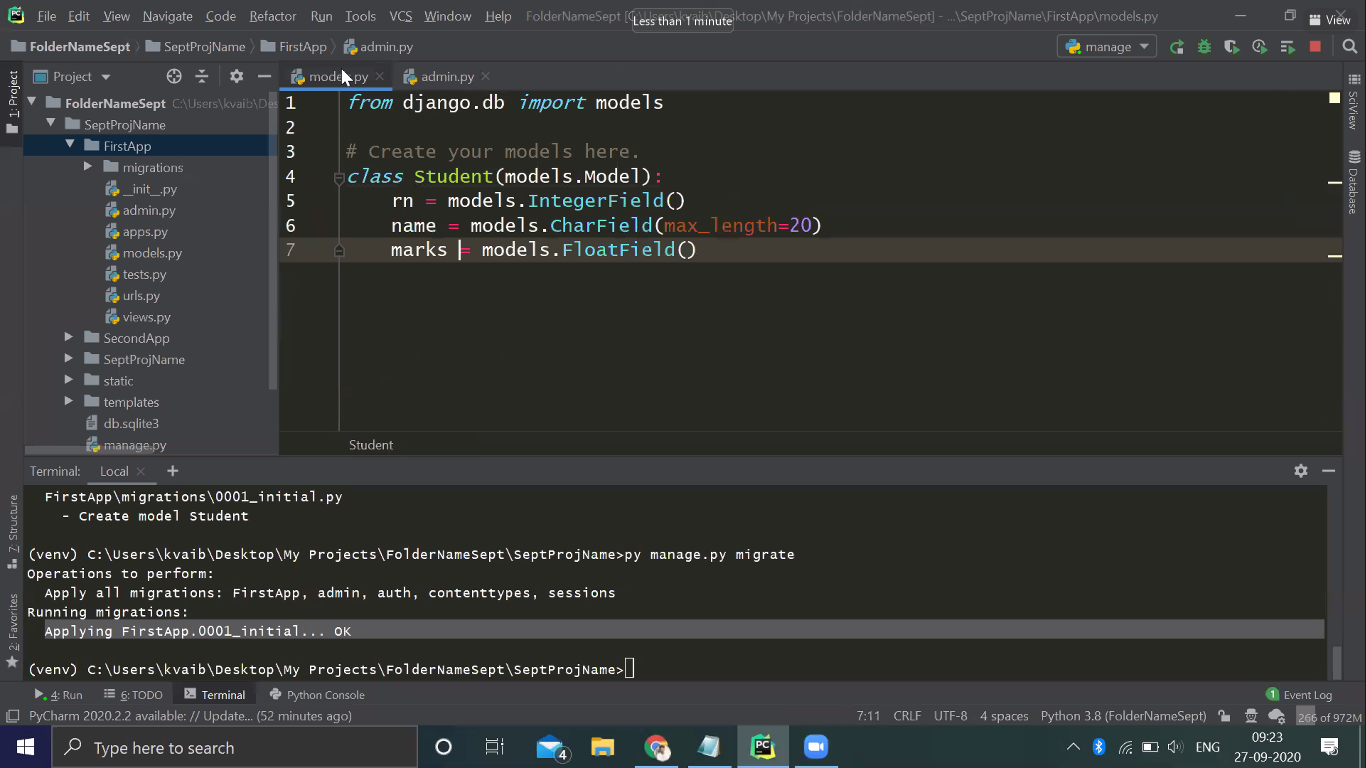 File Edit View Navigate Code Refactor Run Tools VCS Window Help FolderNameSept [C:\Users\kvaib\Desktop\My Projects\FolderNameSept] - ...\SeptProjName\FirstApp\models.py
Less than 1 minute
View
FolderNameSept SeptProjName FirstApp admin.py
manage
Project
models.py admin.py
1: Project
FolderNameSept C:\Users\kvaib\Des
SeptProjName
FirstApp
migrations
__init__.py
admin.py
apps.py
models.py
tests.py
urls.py
views.py
SecondApp
SeptProjName
static
templates
db.sqlite3
manage.py
1 from django.db import models
2
3 # Create your models here.
4 class Student(models.Model):
5 rn = models.IntegerField()
6 name = models.CharField(max_length=20)
7 marks = models.FloatField()
Student
SciView
Database
7: Structure
2: Favorites
Terminal: Local
FirstApp\migrations\0001_initial.py
- Create model Student
(venv) C:\Users\kvaib\Desktop\My Projects\FolderNameSept\SeptProjName>py manage.py migrate
Operations to perform:
Apply all migrations: FirstApp, admin, auth, contenttypes, sessions
Running migrations:
Applying FirstApp.0001_initial... OK
(venv) C:\Users\kvaib\Desktop\My Projects\FolderNameSept\SeptProjName>
4: Run 6: TODO Terminal Python Console 1 Event Log
PyCharm 2020.2.2 available: // Update... (52 minutes ago) 7:11 CRLF UTF-8 4 spaces Python 3.8 (FolderNameSept) 266 of 972M
Type here to search
4
PC
ENG
09:23
27-09-2020